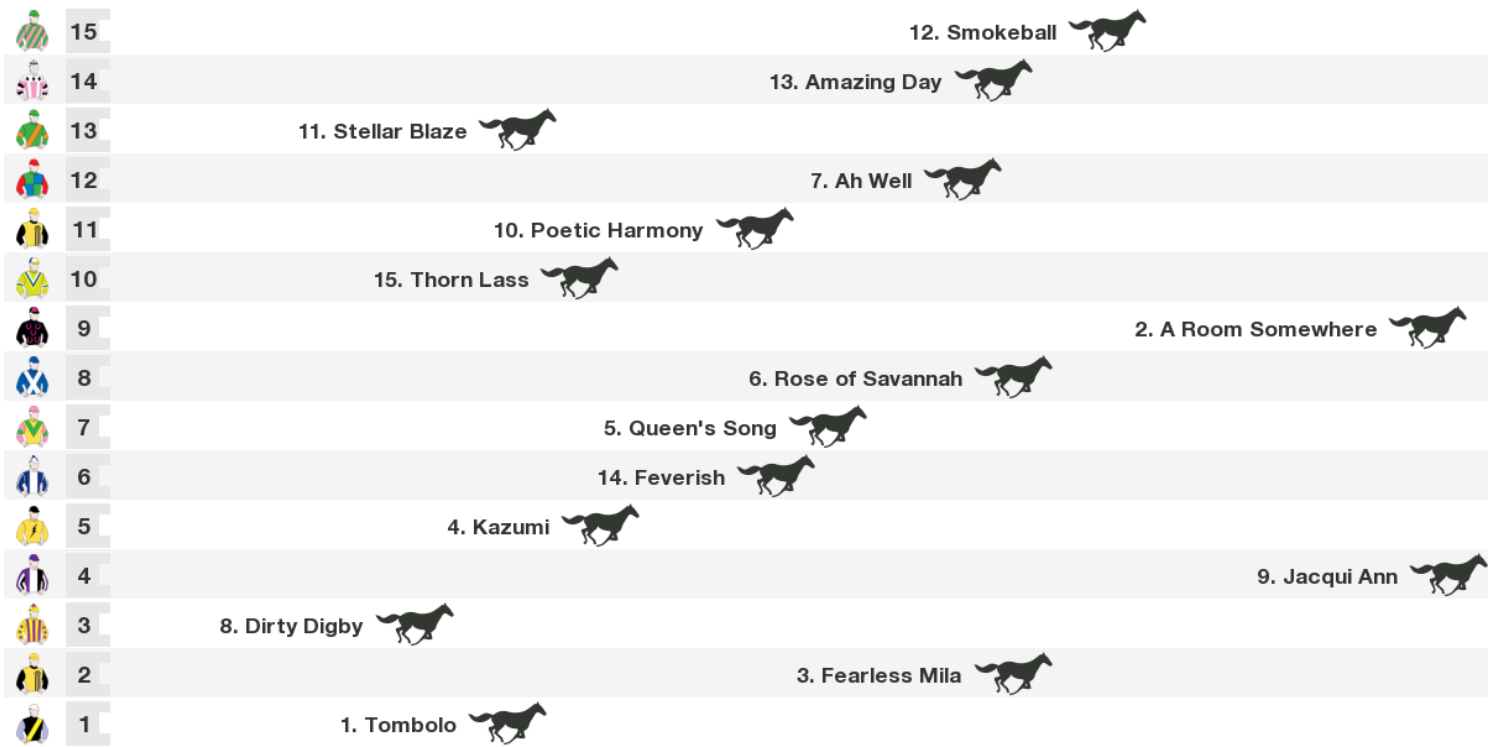 15 12. Smokeball
14 13. Amazing Day
13 11. Stellar Blaze
12 7. Ah Well
11 10. Poetic Harmony
10 15. Thorn Lass
9 2. A Room Somewhere
8 6. Rose of Savannah
7 5. Queen's Song
6 14. Feverish
5 4. Kazumi
4 9. Jacqui Ann
3 8. Dirty Digby
2 3. Fearless Mila
1 1. Tombolo